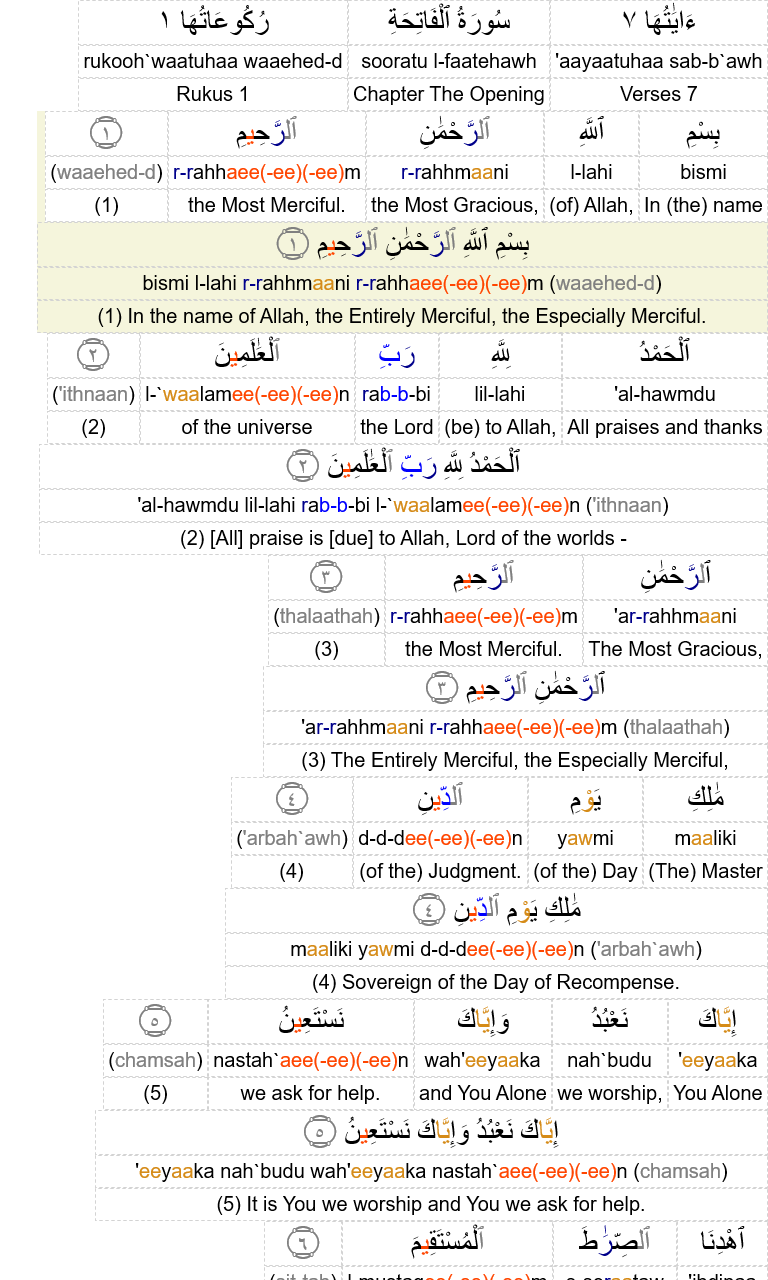 ءَايَٰتُهَا ٧ سُورَةُ ٱلْفَاتِحَةِ رُكُوعَاتُهَا ١
'aayaatuhaa sab-b`awh sooratu l-faatehawh rukooh`waatuhaa waaehed-d
Verses 7 Chapter The Opening Rukus 1
بِسْمِ ٱللَّهِ ٱلرَّحْمَٰنِ ٱلرَّحِيمِ ١
bismi l-lahi r-rrahhmaani r-rahhaee(-ee)(-ee)m (waaehed-d)
In (the) name (of) Allah, the Most Gracious, the Most Merciful. (1)
بِسْمِ ٱللَّهِ ٱلرَّحْمَٰنِ ٱلرَّحِيمِ ١
bismi l-lahi r-rrahhmaani r-rahhaee(-ee)(-ee)m (waaehed-d)
(1) In the name of Allah, the Entirely Merciful, the Especially Merciful.
ٱلْحَمْدُ لِلَّهِ رَبِّ ٱلْعَٰلَمِينَ ٢
'al-hawmdu lil-lahi rab-b-bi l-`waalamee(-ee)(-ee)n ('ithnaan)
All praises and thanks (be) to Allah, the Lord of the universe (2)
ٱلْحَمْدُ لِلَّهِ رَبِّ ٱلْعَٰلَمِينَ ٢
'al-hawmdu lil-lahi rab-b-bi l-`waalamee(-ee)(-ee)n ('ithnaan)
(2) [All] praise is [due] to Allah, Lord of the worlds -
ٱلرَّحْمَٰنِ ٱلرَّحِيمِ ٣
'ar-rahhmaani r-rahhaee(-ee)(-ee)m (thalaathah)
The Most Gracious, the Most Merciful. (3)
ٱلرَّحْمَٰنِ ٱلرَّحِيمِ ٣
'ar-rahhmaani r-rahhaee(-ee)(-ee)m (thalaathah)
(3) The Entirely Merciful, the Especially Merciful,
مَٰلِكِ يَوْمِ ٱلدِّينِ ٤
maaliki yawmi d-d-dee(-ee)(-ee)n ('arbah`awh)
(The) Master (of the) Day (of the) Judgment. (4)
مَٰلِكِ يَوْمِ ٱلدِّينِ ٤
maaliki yawmi d-d-dee(-ee)(-ee)n ('arbah`awh)
(4) Sovereign of the Day of Recompense.
إِيَّاكَ نَعْبُدُ وَإِيَّاكَ نَسْتَعِينُ ٥
'eeyaaka nah`budu wah'eeyaaka nastah`aee(-ee)(-ee)n (chamsah)
You Alone we worship, and You Alone we ask for help. (5)
إِيَّاكَ نَعْبُدُ وَإِيَّاكَ نَسْتَعِينُ ٥
'eeyaaka nah`budu wah'eeyaaka nastah`aee(-ee)(-ee)n (chamsah)
(5) It is You we worship and You we ask for help.
ٱهْدِنَا ٱلصِّرَٰطَ ٱلْمُسْتَقِيمَ ٦